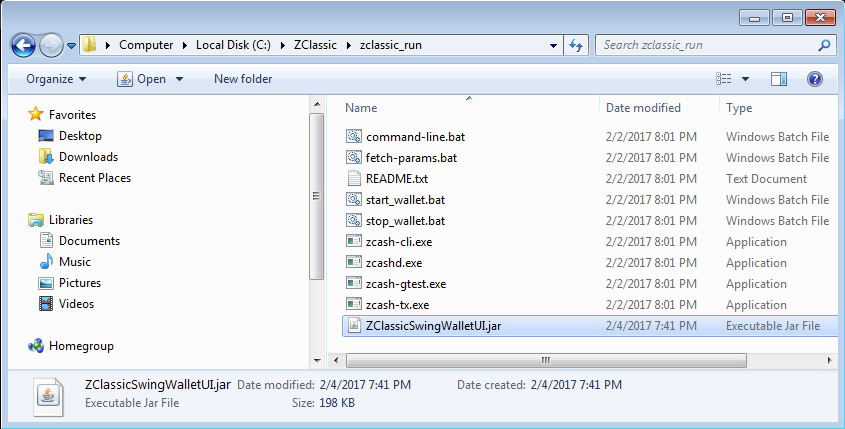 Computer Local Disk (C:) ZClassic zclassic_run Search zclassic_run
Organize Open New folder
Favorites
Desktop
Downloads
Recent Places
Libraries
Documents
Music
Pictures
Videos
Homegroup
Name Date modified Type
command-line.bat 2/2/2017 8:01 PM Windows Batch File
fetch-params.bat 2/2/2017 8:01 PM Windows Batch File
README.txt 2/2/2017 8:01 PM Text Document
start_wallet.bat 2/2/2017 8:01 PM Windows Batch File
stop_wallet.bat 2/2/2017 8:01 PM Windows Batch File
zcash-cli.exe 2/2/2017 8:01 PM Application
zcashd.exe 2/2/2017 8:01 PM Application
zcash-gtest.exe 2/2/2017 8:01 PM Application
zcash-tx.exe 2/2/2017 8:01 PM Application
ZClassicSwingWalletUI.jar 2/4/2017 7:41 PM Executable Jar File
ZClassicSwingWalletUI.jar Date modified: 2/4/2017 7:41 PM Date created: 2/4/2017 7:41 PM
Executable Jar File Size: 198 KB